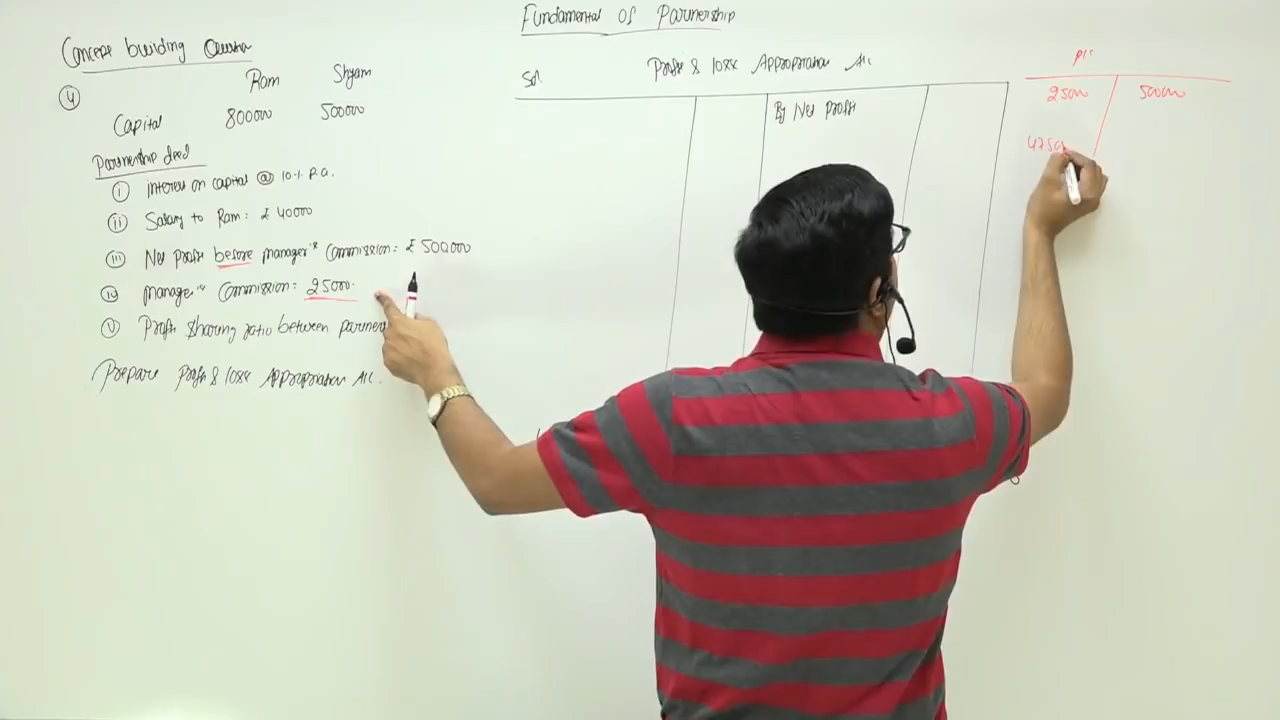 Fundamental of Partnership
Concept building Question
4
Ram Shyam
Capital 800000 500000
Partnership deed
i Interest on capital @ 10% P.a.
ii Salary to Ram: ₹ 40000
iii Net profit before manager's Commission: ₹ 500000
iv Manager's Commission: 25000.
v Profit sharing ratio between partner
Prepare Profit & loss Appropriation A/c.
Sol.
Profit & loss Appropriation A/c
By Net Profit
P/L
25000 500000